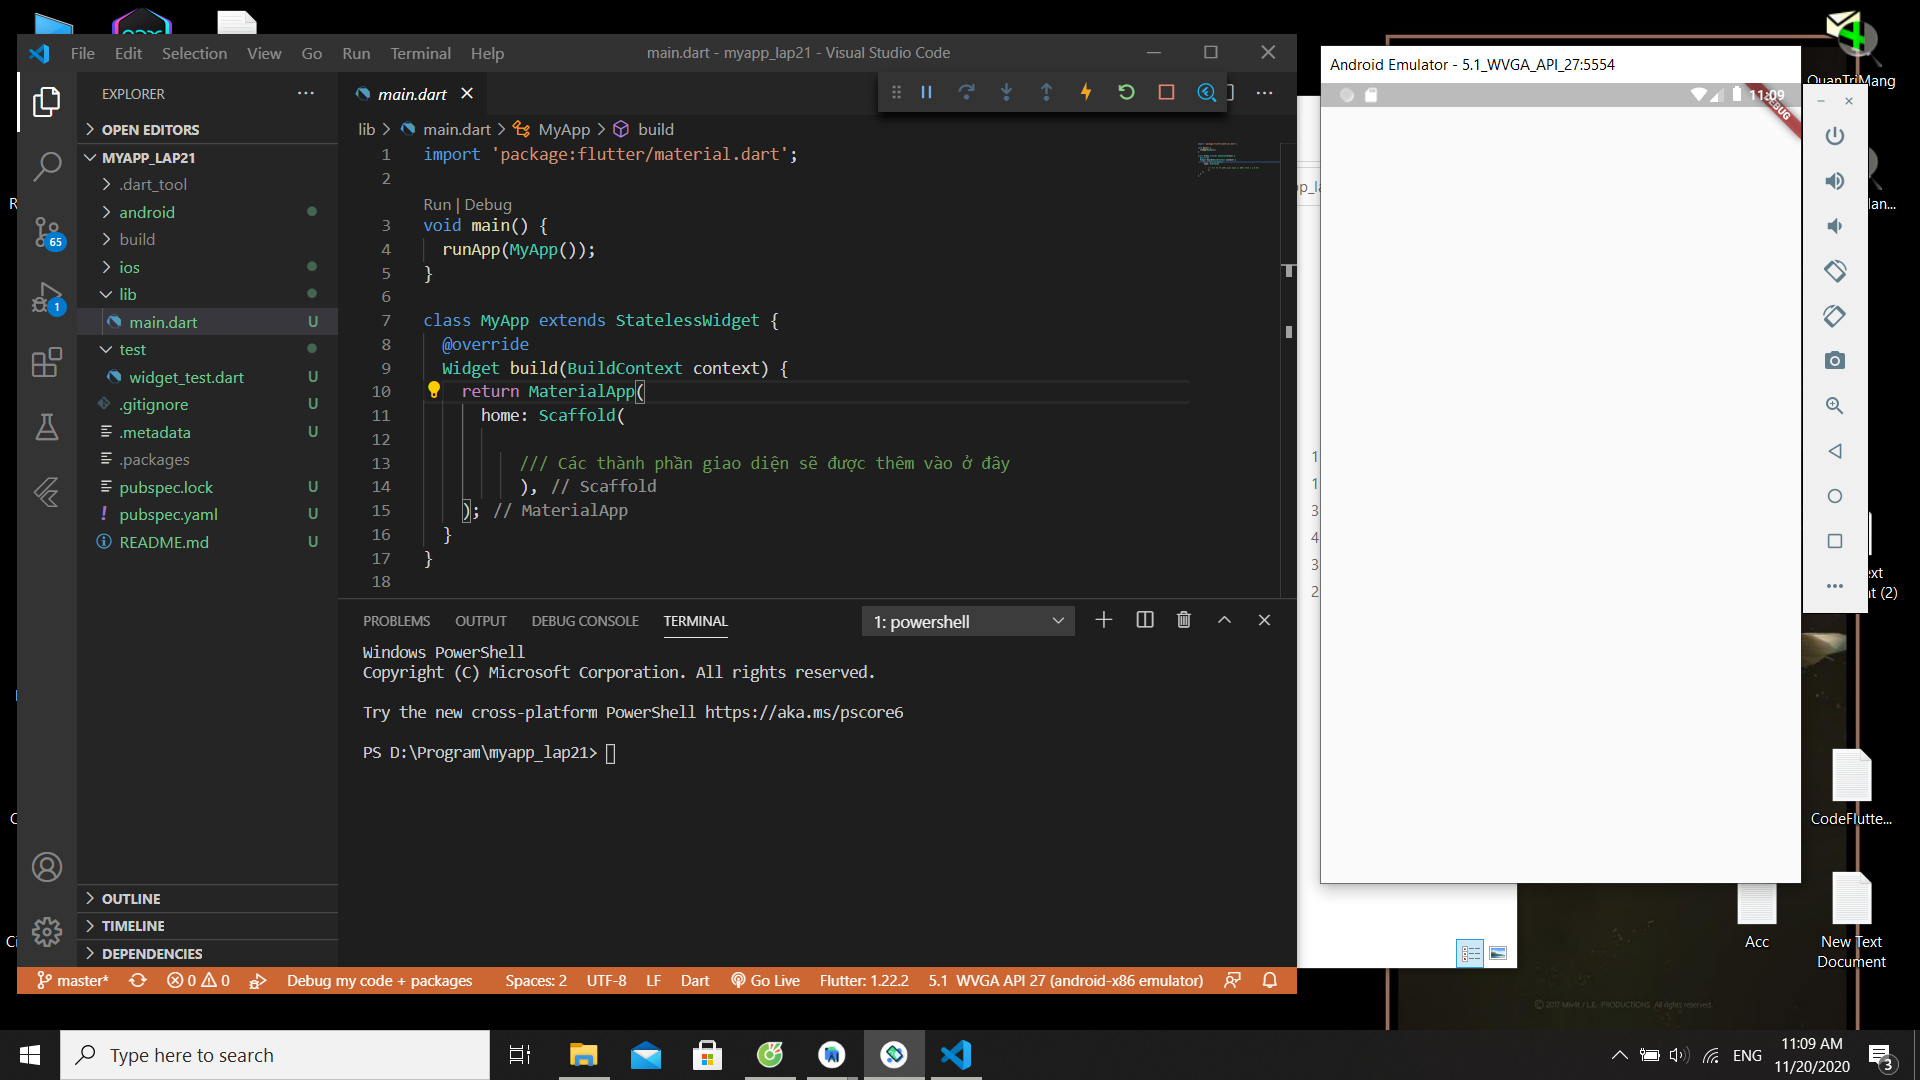 File Edit Selection View Go Run Terminal Help
main.dart - myapp_lap21 - Visual Studio Code
EXPLORER
OPEN EDITORS
MYAPP_LAP21
.dart_tool
android
build
ios
lib
main.dart U
test
widget_test.dart U
.gitignore U
.metadata U
.packages
pubspec.lock U
pubspec.yaml U
README.md U
OUTLINE
TIMELINE
DEPENDENCIES
65
1
main.dart
lib > main.dart > MyApp > build
1 import 'package:flutter/material.dart';
2
Run | Debug
3 void main() {
4 runApp(MyApp());
5 }
6
7 class MyApp extends StatelessWidget {
8 @override
9 Widget build(BuildContext context) {
10 return MaterialApp(
11 home: Scaffold(
12
13 /// Các thành phần giao diện sẽ được thêm vào ở đây
14 ), // Scaffold
15 ); // MaterialApp
16 }
17 }
18
PROBLEMS OUTPUT DEBUG CONSOLE TERMINAL
1: powershell
Windows PowerShell
Copyright (C) Microsoft Corporation. All rights reserved.
Try the new cross-platform PowerShell https://aka.ms/pscore6
PS D:\Program\myapp_lap21>
master* 0 0 Debug my code + packages Spaces: 2 UTF-8 LF Dart Go Live Flutter: 1.22.2 5.1 WVGA API 27 (android-x86 emulator)
Android Emulator - 5.1_WVGA_API_27:5554
11:09
DEBUG
QuanTriMang
CodeFlutte...
Acc
New Text Document
© 2017 Miv4t / L.E. PRODUCTIONS All rights reserved.
Type here to search
ENG
11:09 AM
11/20/2020
3